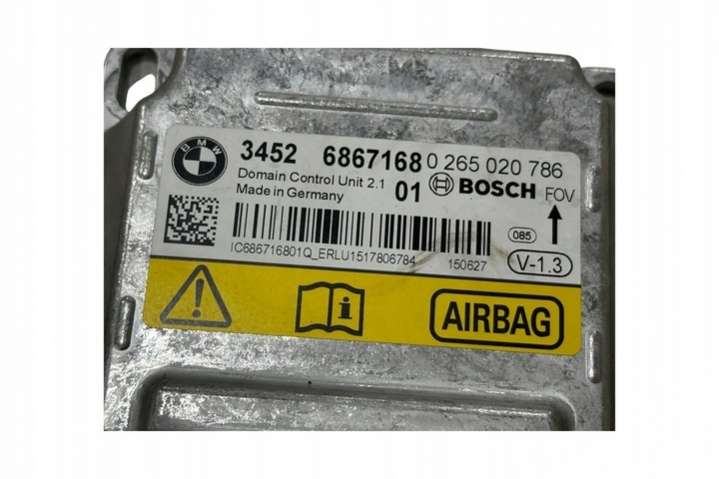 BMW
3452 6867168 0 265 020 786
Domain Control Unit 2.1 01 BOSCH FOV
Made in Germany
085
IC686716801Q_ERLU1517806784 150627 V-1.3
AIRBAG